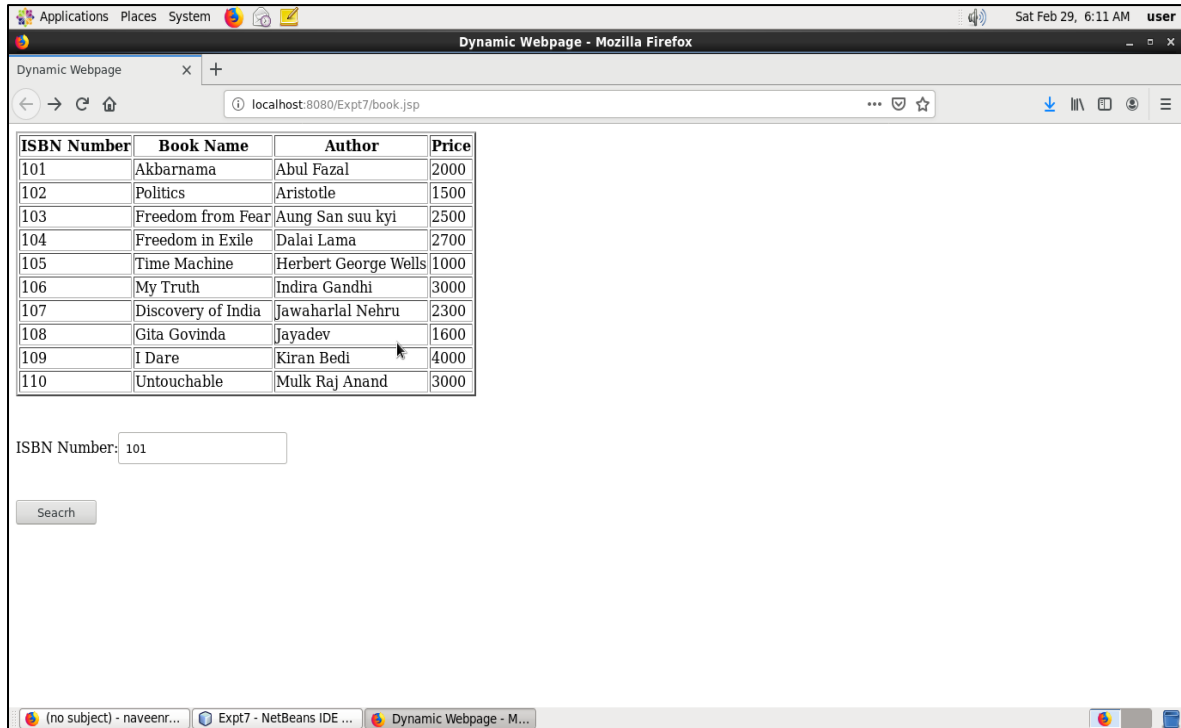 Applications Places System Sat Feb 29, 6:11 AM user
Dynamic Webpage - Mozilla Firefox
Dynamic Webpage
localhost:8080/Expt7/book.jsp
ISBN Number Book Name Author Price
101 Akbarnama Abul Fazal 2000
102 Politics Aristotle 1500
103 Freedom from Fear Aung San suu kyi 2500
104 Freedom in Exile Dalai Lama 2700
105 Time Machine Herbert George Wells 1000
106 My Truth Indira Gandhi 3000
107 Discovery of India Jawaharlal Nehru 2300
108 Gita Govinda Jayadev 1600
109 I Dare Kiran Bedi 4000
110 Untouchable Mulk Raj Anand 3000
ISBN Number: 101
Seacrh
(no subject) - naveenr... Expt7 - NetBeans IDE ... Dynamic Webpage - M...